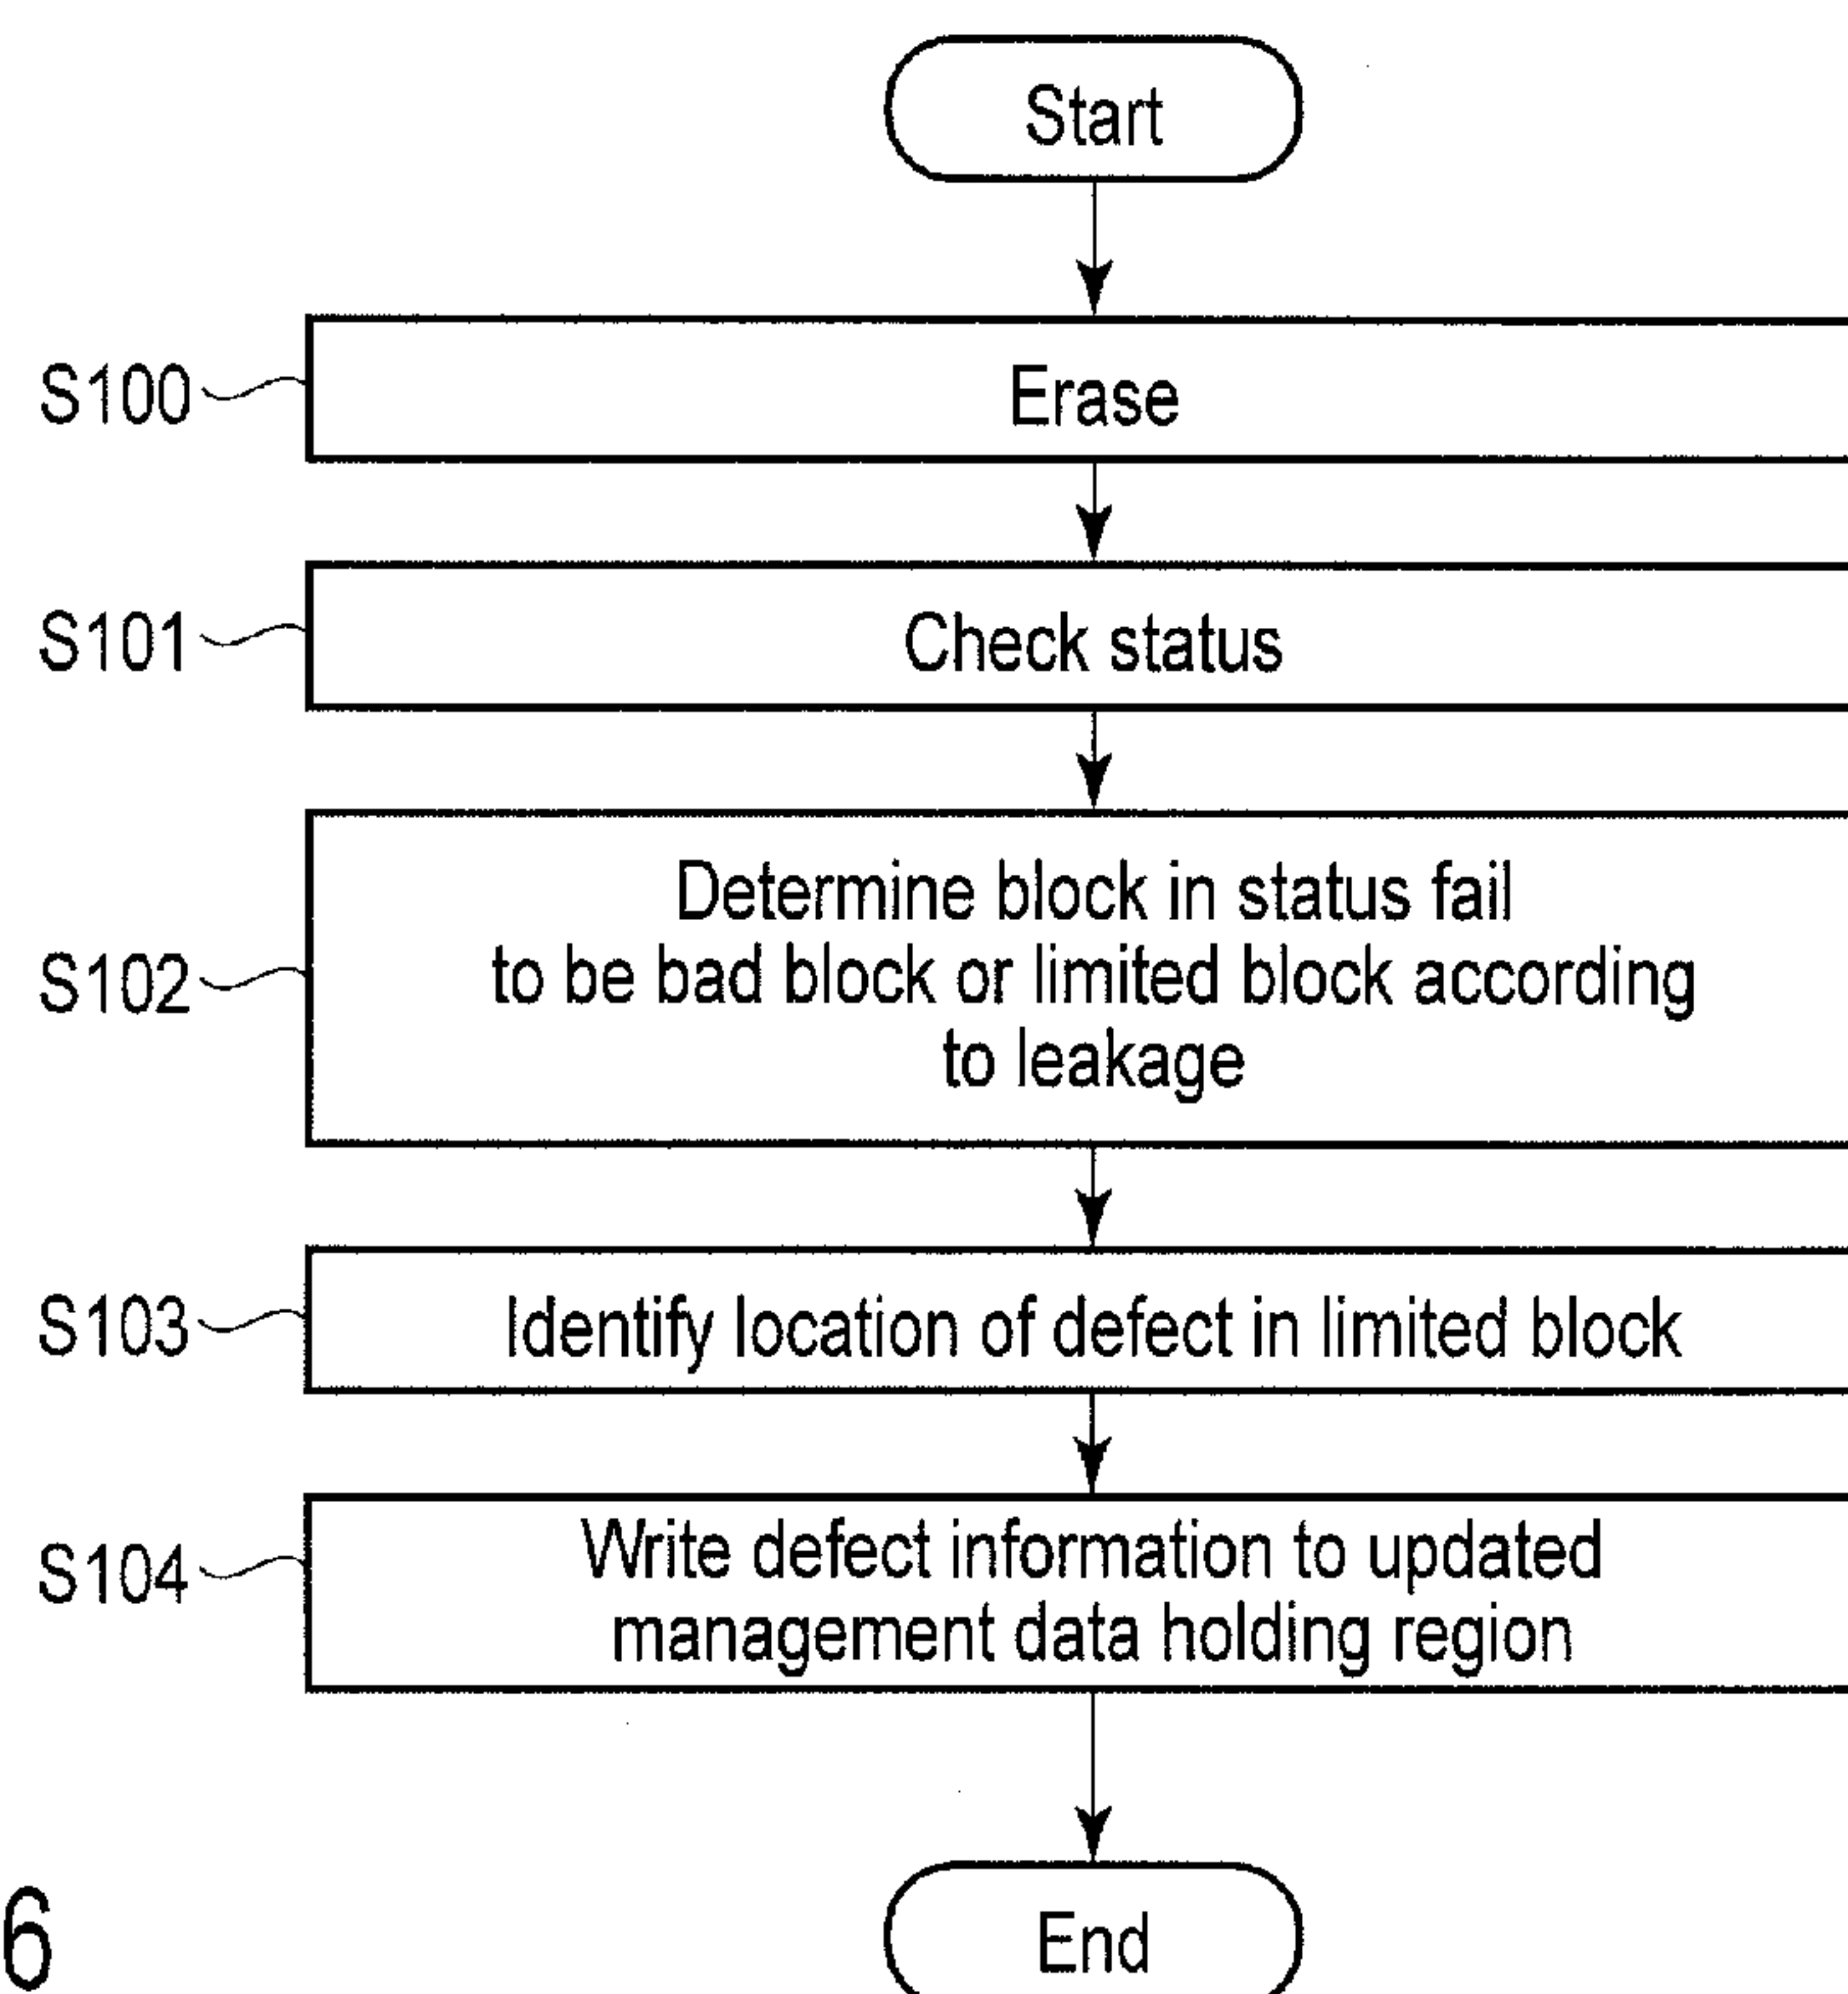 Start
S100
Erase
S101
Check status
S102
Determine block in status fail
to be bad block or limited block according
to leakage
S103
Identify location of defect in limited block
S104
Write defect information to updated
management data holding region
End
6